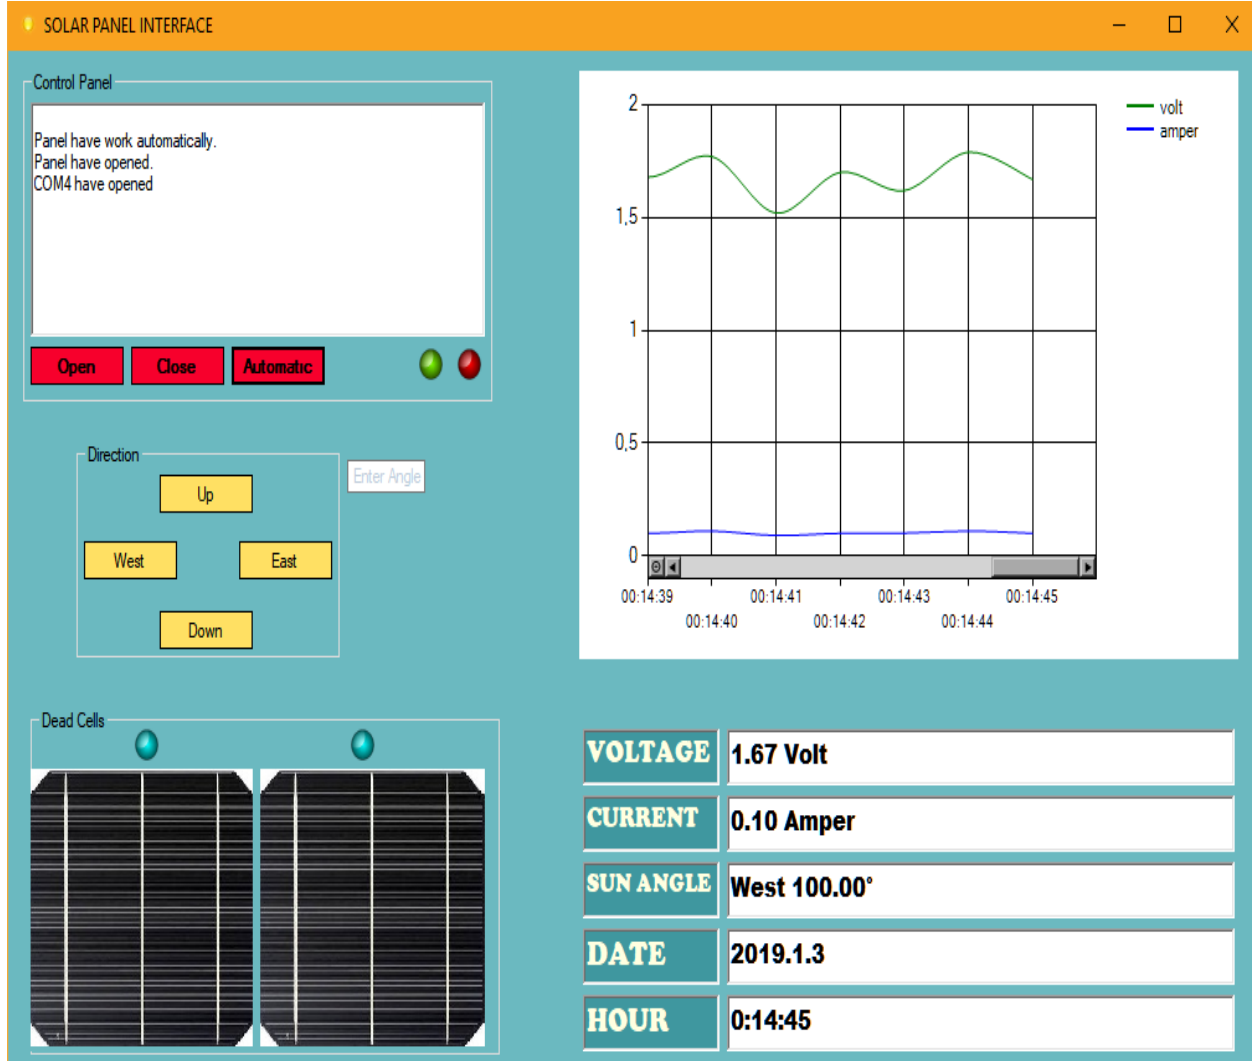 SOLAR PANEL INTERFACE
Control Panel
Panel have work automatically.
Panel have opened.
COM4 have opened
Open
Close
Automatic
Direction
Up
West
East
Down
Enter Angle
Dead Cells
2
1,5
1
0,5
0
volt
amper
00:14:39
00:14:40
00:14:41
00:14:42
00:14:43
00:14:44
00:14:45
VOLTAGE
1.67 Volt
CURRENT
0.10 Amper
SUN ANGLE
West 100.00°
DATE
2019.1.3
HOUR
0:14:45